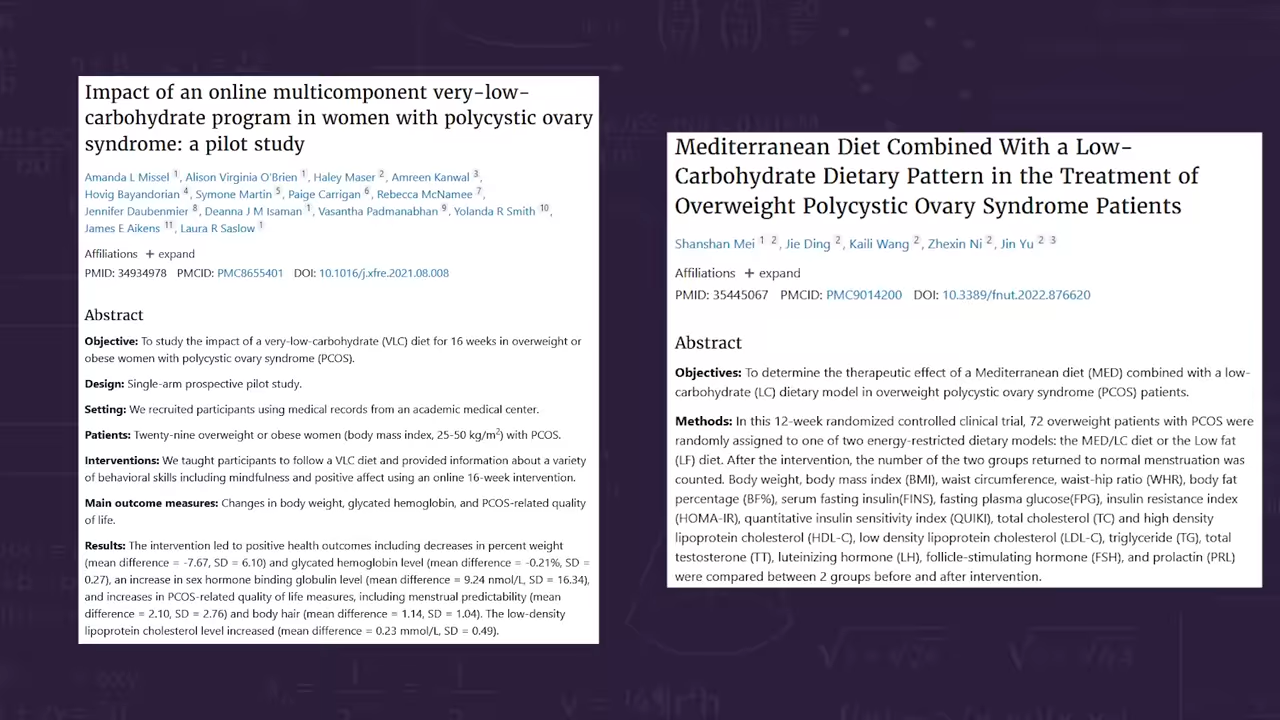 Impact of an online multicomponent very-low-
carbohydrate program in women with polycystic ovary
syndrome: a pilot study
Amanda L Missel 1, Alison Virginia O'Brien 1, Haley Maser 2, Amreen Kanwal 3,
Hovig Bayandorian 4, Symone Martin 5, Paige Carrigan 6, Rebecca McNamee 7,
Jennifer Daubenmier 8, Deanna J M Isaman 1, Vasantha Padmanabhan 9, Yolanda R Smith 10,
James E Aikens 11, Laura R Saslow 1
Affiliations + expand
PMID: 34934978 PMCID: PMC8655401 DOI: 10.1016/j.xfre.2021.08.008
Abstract
Objective: To study the impact of a very-low-carbohydrate (VLC) diet for 16 weeks in overweight or
obese women with polycystic ovary syndrome (PCOS).
Design: Single-arm prospective pilot study.
Setting: We recruited participants using medical records from an academic medical center.
Patients: Twenty-nine overweight or obese women (body mass index, 25-50 kg/m2) with PCOS.
Interventions: We taught participants to follow a VLC diet and provided information about a variety
of behavioral skills including mindfulness and positive affect using an online 16-week intervention.
Main outcome measures: Changes in body weight, glycated hemoglobin, and PCOS-related quality
of life.
Results: The intervention led to positive health outcomes including decreases in percent weight
(mean difference = -7.67, SD = 6.10) and glycated hemoglobin level (mean difference = -0.21%, SD =
0.27), an increase in sex hormone binding globulin level (mean difference = 9.24 nmol/L, SD = 16.34),
and increases in PCOS-related quality of life measures, including menstrual predictability (mean
difference = 2.10, SD = 2.76) and body hair (mean difference = 1.14, SD = 1.04). The low-density
lipoprotein cholesterol level increased (mean difference = 0.23 mmol/L, SD = 0.49).
Mediterranean Diet Combined With a Low-
Carbohydrate Dietary Pattern in the Treatment of
Overweight Polycystic Ovary Syndrome Patients
Shanshan Mei 1 2, Jie Ding 2, Kaili Wang 2, Zhexin Ni 2, Jin Yu 2 3
Affiliations + expand
PMID: 35445067 PMCID: PMC9014200 DOI: 10.3389/fnut.2022.876620
Abstract
Objectives: To determine the therapeutic effect of a Mediterranean diet (MED) combined with a low-
carbohydrate (LC) dietary model in overweight polycystic ovary syndrome (PCOS) patients.
Methods: In this 12-week randomized controlled clinical trial, 72 overweight patients with PCOS were
randomly assigned to one of two energy-restricted dietary models: the MED/LC diet or the Low fat
(LF) diet. After the intervention, the number of the two groups returned to normal menstruation was
counted. Body weight, body mass index (BMI), waist circumference, waist-hip ratio (WHR), body fat
percentage (BF%), serum fasting insulin(FINS), fasting plasma glucose(FPG), insulin resistance index
(HOMA-IR), quantitative insulin sensitivity index (QUIKI), total cholesterol (TC) and high density
lipoprotein cholesterol (HDL-C), low density lipoprotein cholesterol (LDL-C), triglyceride (TG), total
testosterone (TT), luteinizing hormone (LH), follicle-stimulating hormone (FSH), and prolactin (PRL)
were compared between 2 groups before and after intervention.